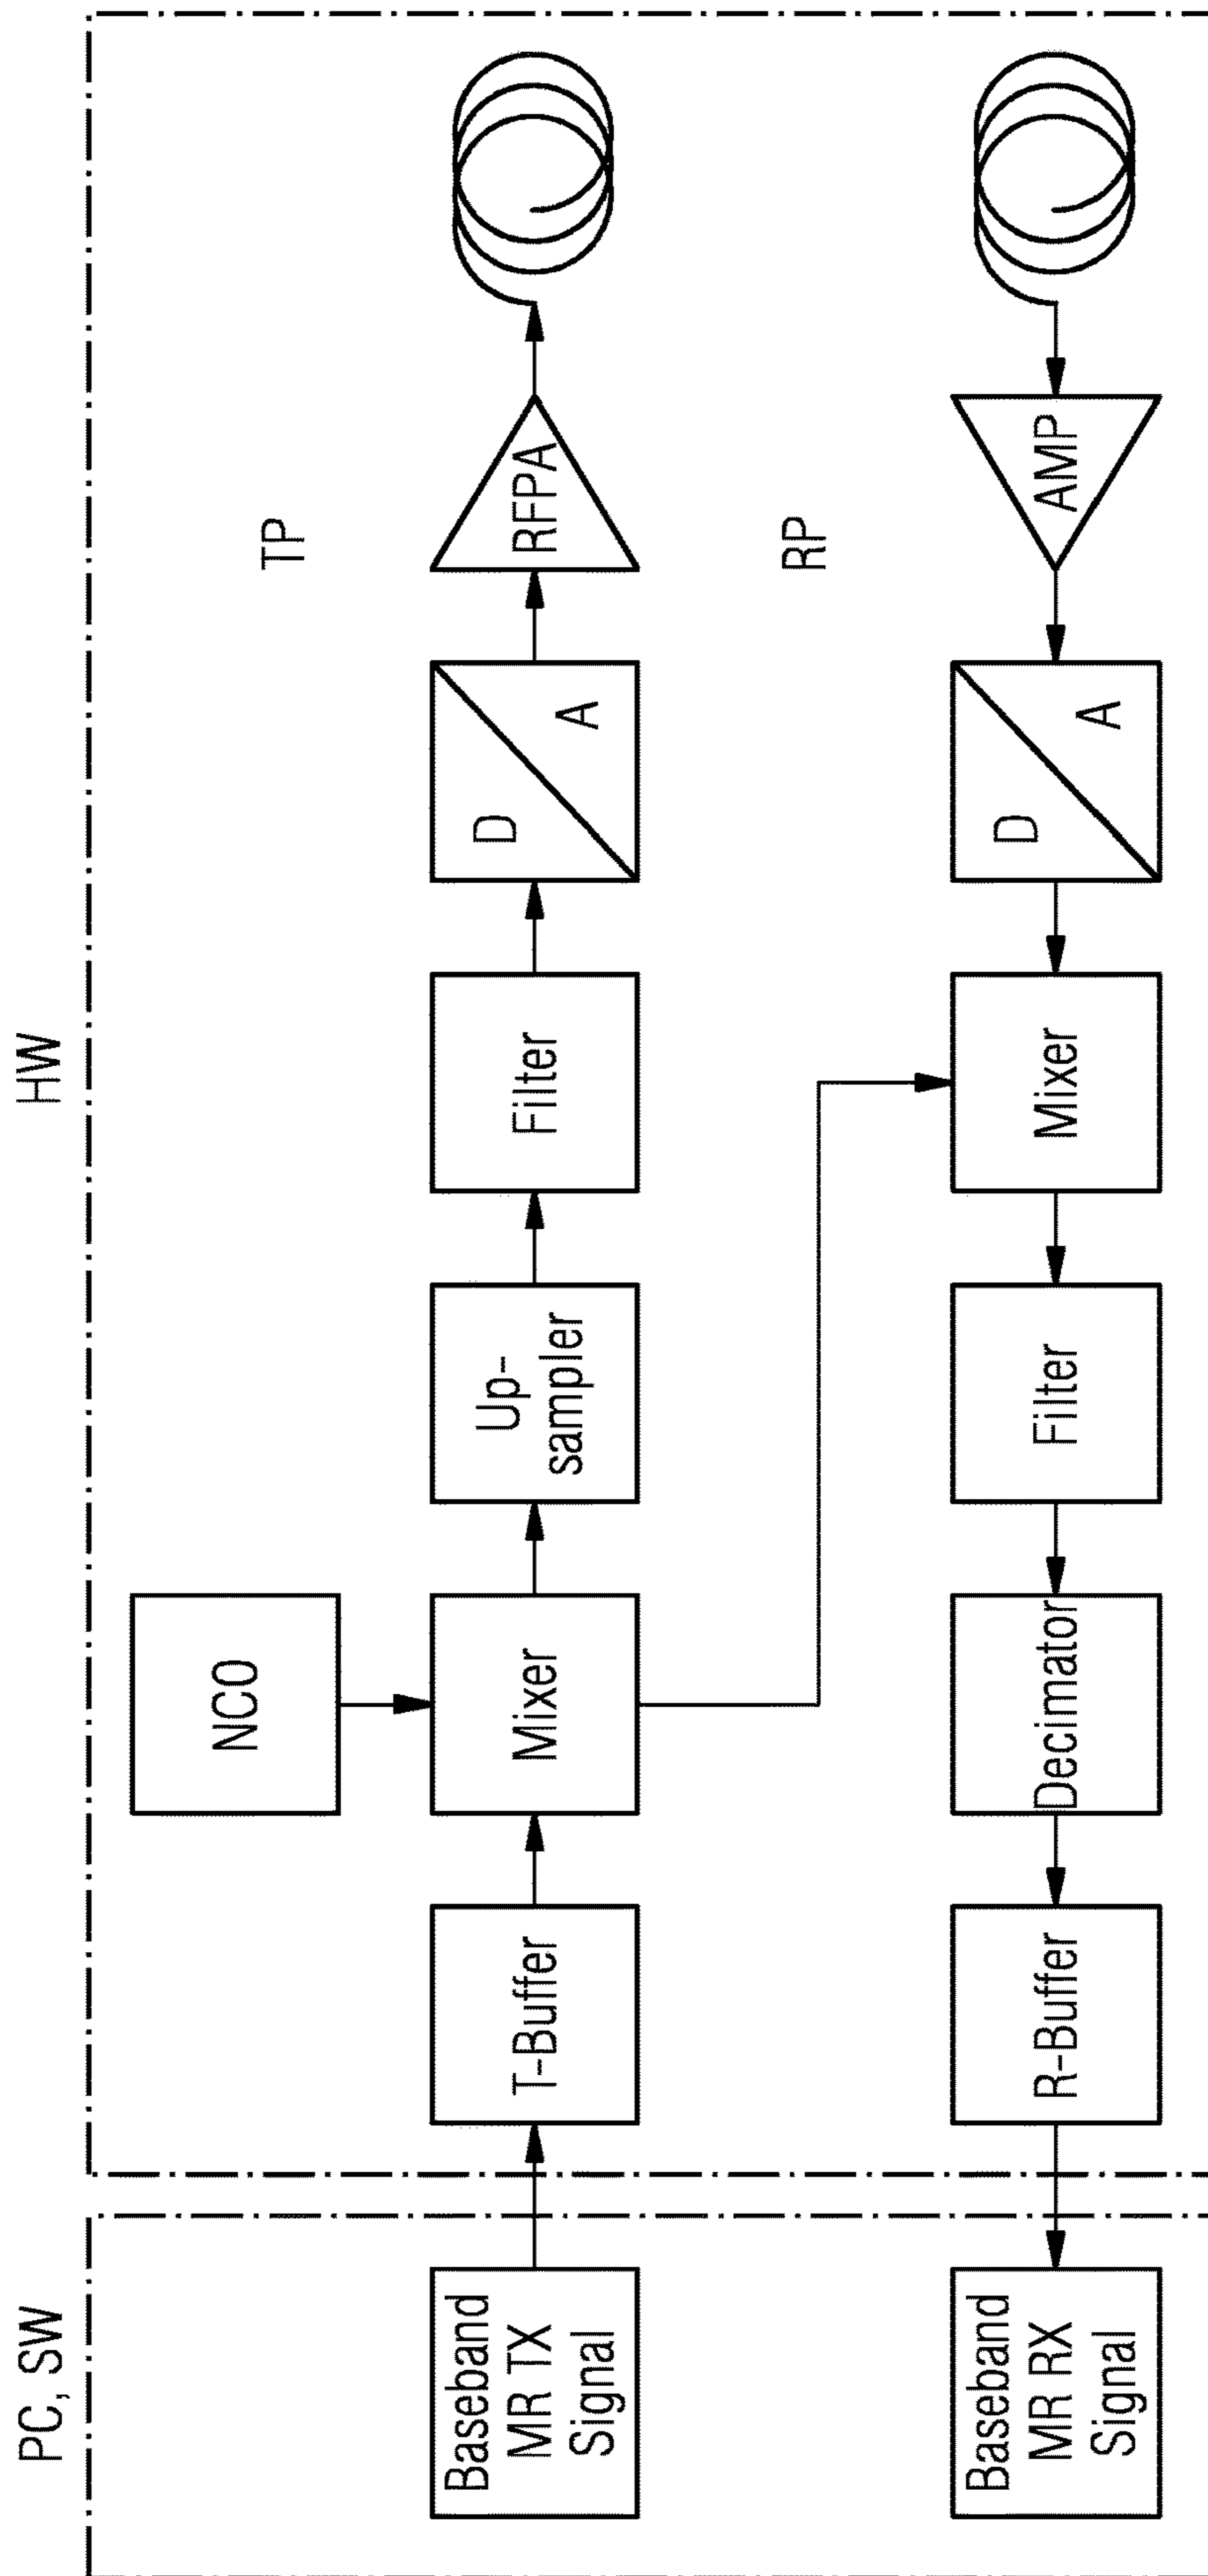 PC, SW
HW
NCO
TP
Baseband
MR TX
Signal
T-Buffer
Mixer
Up-
sampler
Filter
D
A
RFPA
RP
Baseband
MR RX
Signal
R-Buffer
Decimator
Filter
Mixer
D
A
AMP